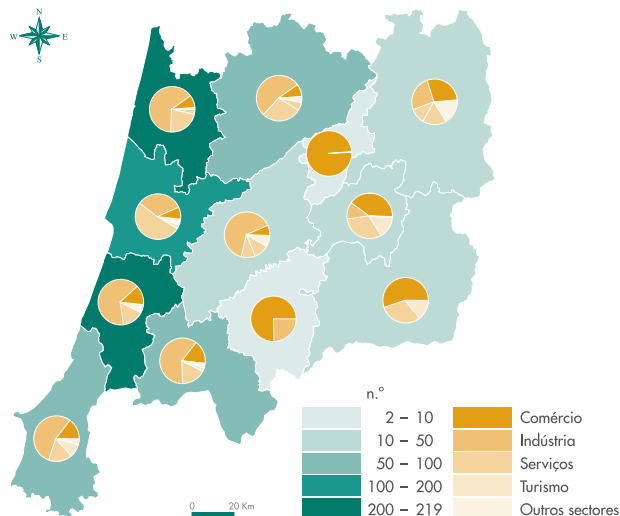 N
W E
S
n.º
2 – 10 Comércio
10 – 50 Indústria
50 – 100 Serviços
100 – 200 Turismo
200 – 219 Outros sectores
0 20 Km